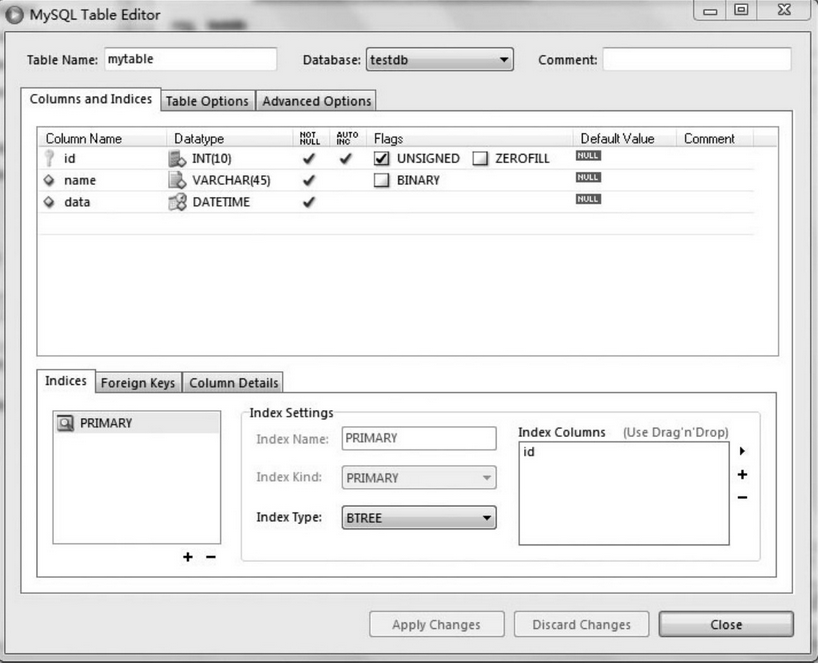 MySQL Table Editor
Table Name: mytable Database: testdb Comment:
Columns and Indices Table Options Advanced Options
Column Name Datatype NOT NULL AUTO INC Flags Default Value Comment
id INT(10) UNSIGNED ZEROFILL NULL
name VARCHAR(45) BINARY NULL
data DATETIME NULL
Indices Foreign Keys Column Details
PRIMARY
Index Settings
Index Name: PRIMARY
Index Kind: PRIMARY
Index Type: BTREE
Index Columns (Use Drag'n'Drop)
id
Apply Changes Discard Changes Close